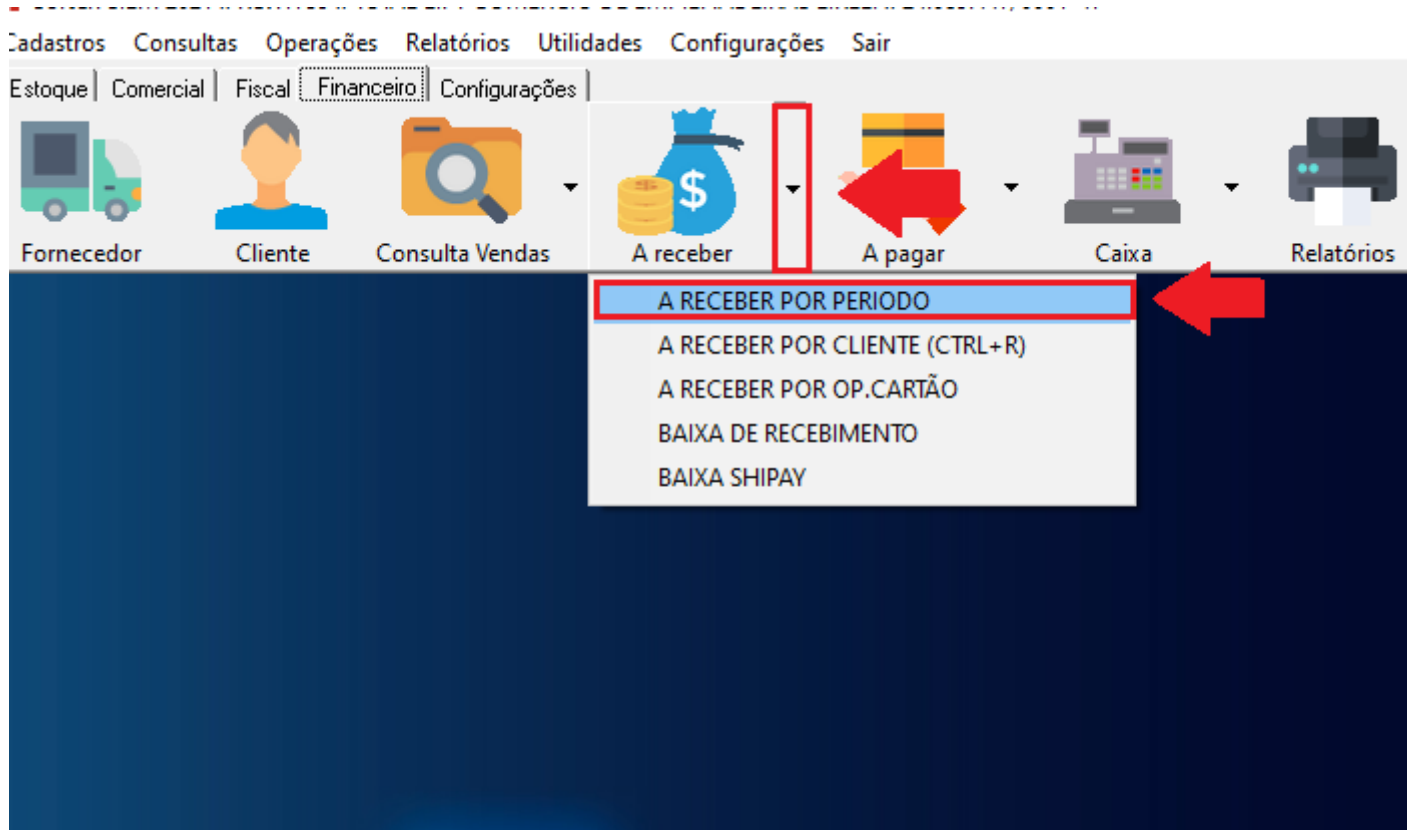 Cadastros Consultas Operações Relatórios Utilidades Configurações Sair
Estoque Comercial Fiscal Financeiro Configurações
$
Fornecedor Cliente Consulta Vendas A receber A pagar Caixa Relatórios
A RECEBER POR PERIODO
A RECEBER POR CLIENTE (CTRL+R)
A RECEBER POR OP.CARTÃO
BAIXA DE RECEBIMENTO
BAIXA SHIPAY